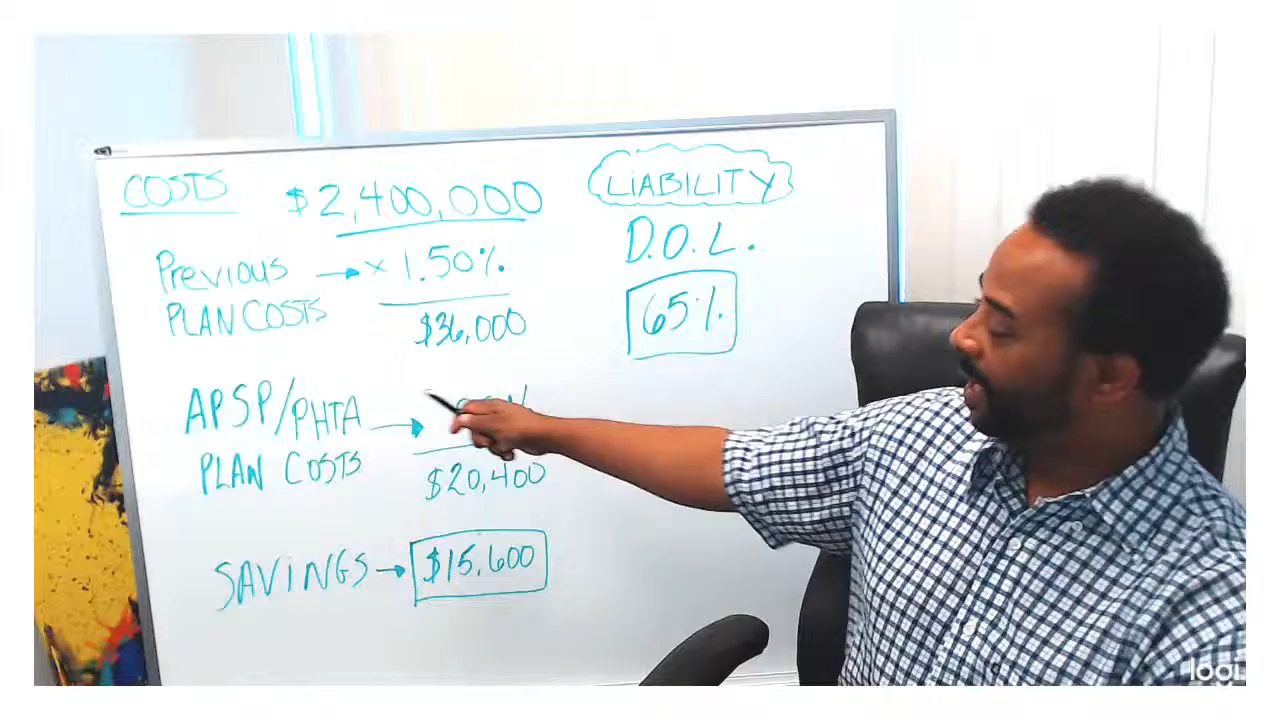 COSTS
$2,400,000
Previous → x 1.50%
PLAN COSTS
$36,000
APSP/PHTA →
PLAN COSTS
$20,400
SAVINGS → $15,600
LIABILITY
D.O.L.
65%
logi